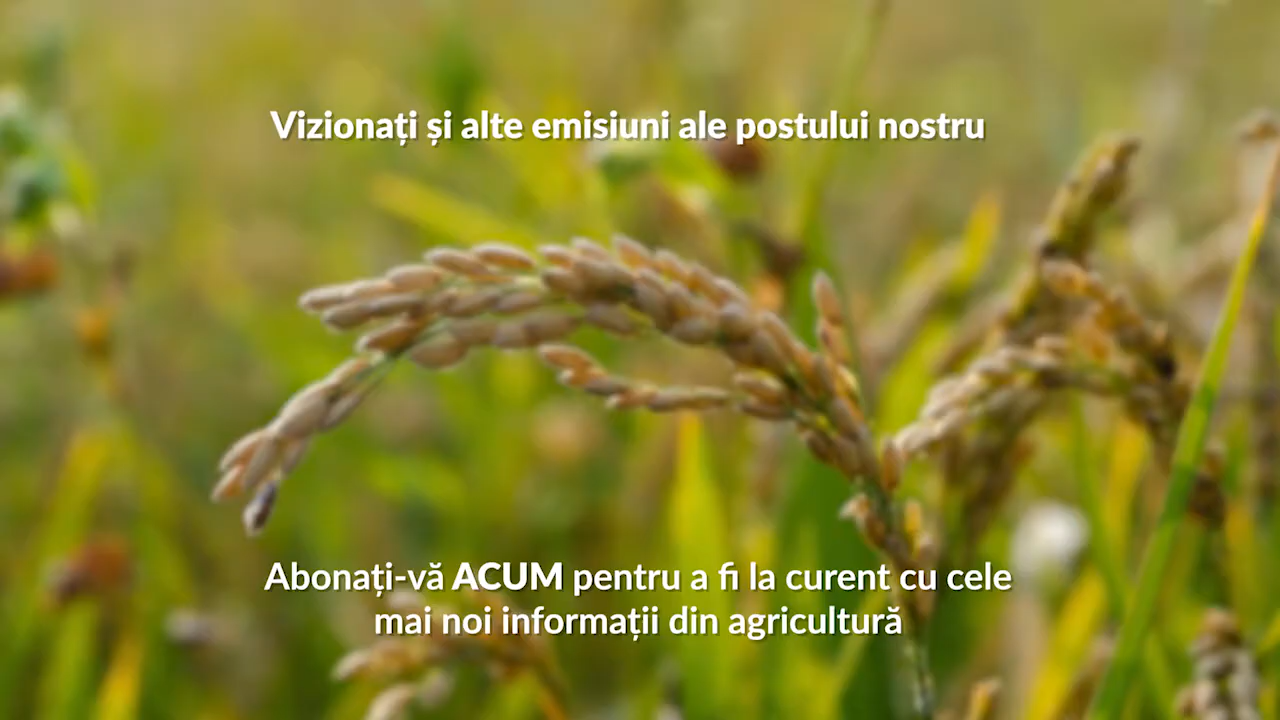 Vizionați și alte emisiuni ale postului nostru
Abonați-vă ACUM pentru a fi la curent cu cele
mai noi informații din agricultură